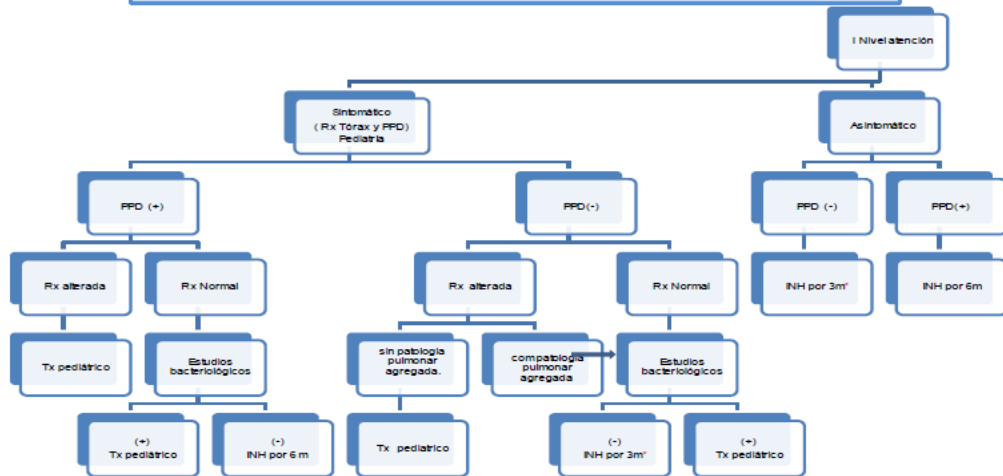 I Nivel atención
Sintomático
( Rx Tórax y PPD)
Pediatría
Asintomático
PPD (+)
PPD(-)
PPD (-)
PPD(+)
Rx alterada
Rx Normal
Rx alterada
Rx Normal
INH por 3m*
INH por 6m
Tx pediátrico
Estudios
bacteriológicos
sin patología
pulmonar
agregada.
com patología
pulmonar
agregada
Estudios
bacteriológicos
(+)
Tx pediátrico
(-)
INH por 6 m
Tx pediatrico
(-)
INH por 3m*
(+)
Tx pediátrico